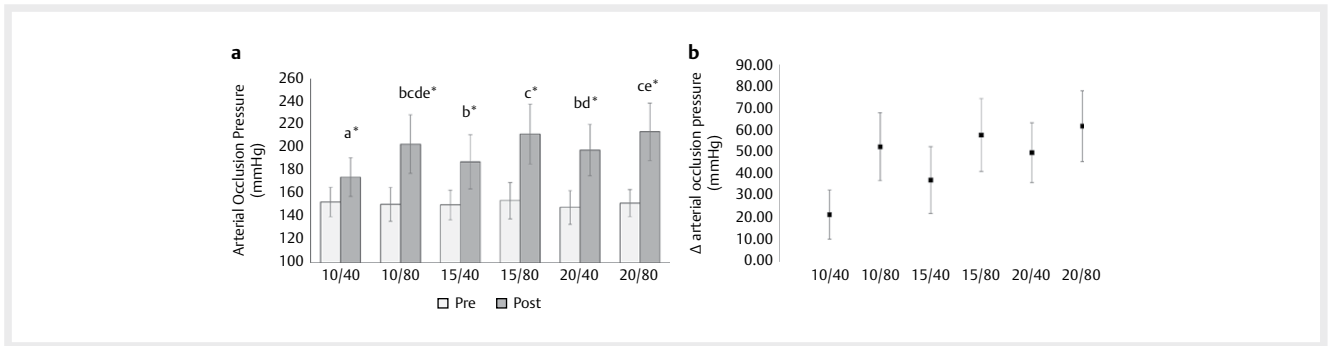 a
Arterial Occlusion Pressure
(mmHg)
260
240
220
200
180
160
140
120
100
a*
bcde*
b*
c*
bd*
ce*
10/40 10/80 15/40 15/80 20/40 20/80
Pre Post
b
Δ arterial occlusion pressure
(mmHg)
90.00
80.00
70.00
60.00
50.00
40.00
30.00
20.00
10.00
0.00
10/40 10/80 15/40 15/80 20/40 20/80